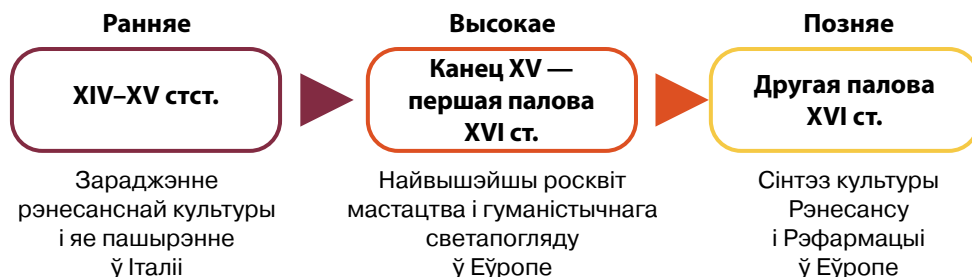 Ранняе
XIV–XV стст.
Зараджэнне
рэнесанснай культуры
і яе пашырэнне
ў Італіі
Высокае
Канец XV —
першая палова
XVI ст.
Найвышэйшы росквіт
мастацтва і гуманістычнага
светапогляду
ў Еўропе
Позняе
Другая палова
XVI ст.
Сінтэз культуры
Рэнесансу
і Рэфармацыі
ў Еўропе